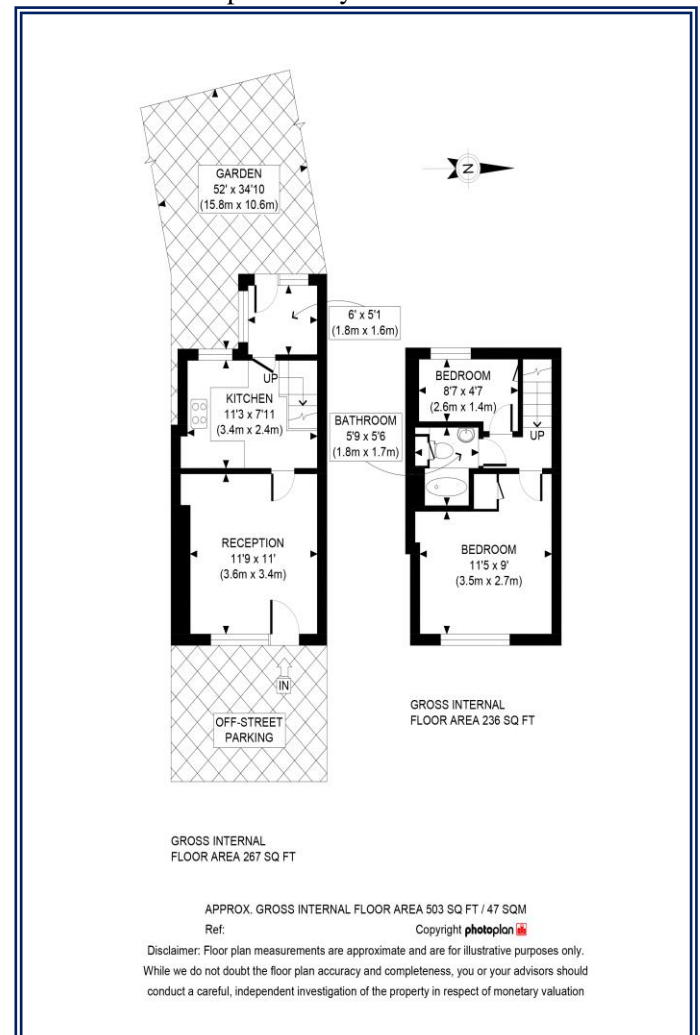 GARDEN
52' x 34'10
(15.8m x 10.6m)
N
6' x 5'1
(1.8m x 1.6m)
UP
KITCHEN
11'3 x 7'11
(3.4m x 2.4m)
BATHROOM
5'9 x 5'6
(1.8m x 1.7m)
BEDROOM
8'7 x 4'7
(2.6m x 1.4m)
UP
RECEPTION
11'9 x 11'
(3.6m x 3.4m)
BEDROOM
11'5 x 9'
(3.5m x 2.7m)
IN
OFF-STREET
PARKING
GROSS INTERNAL
FLOOR AREA 236 SQ FT
GROSS INTERNAL
FLOOR AREA 267 SQ FT
APPROX. GROSS INTERNAL FLOOR AREA 503 SQ FT / 47 SQM
Ref: Copyright photoplan
Disclaimer: Floor plan measurements are approximate and are for illustrative purposes only.
While we do not doubt the floor plan accuracy and completeness, you or your advisors should
conduct a careful, independent investigation of the property in respect of monetary valuation